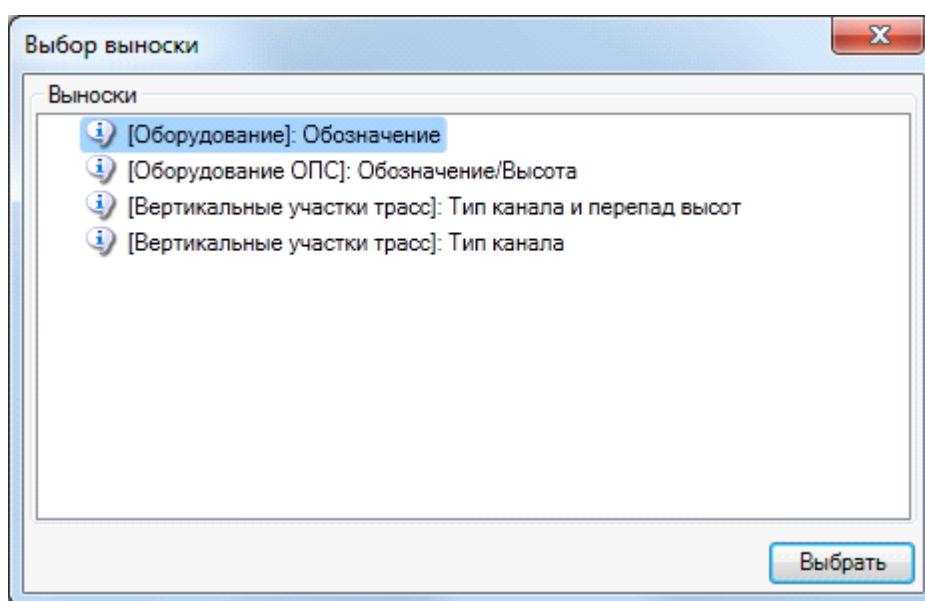 Выбор выноски
Выноски
[Оборудование]: Обозначение
[Оборудование ОПС]: Обозначение/Высота
[Вертикальные участки трасс]: Тип канала и перепад высот
[Вертикальные участки трасс]: Тип канала
Выбрать